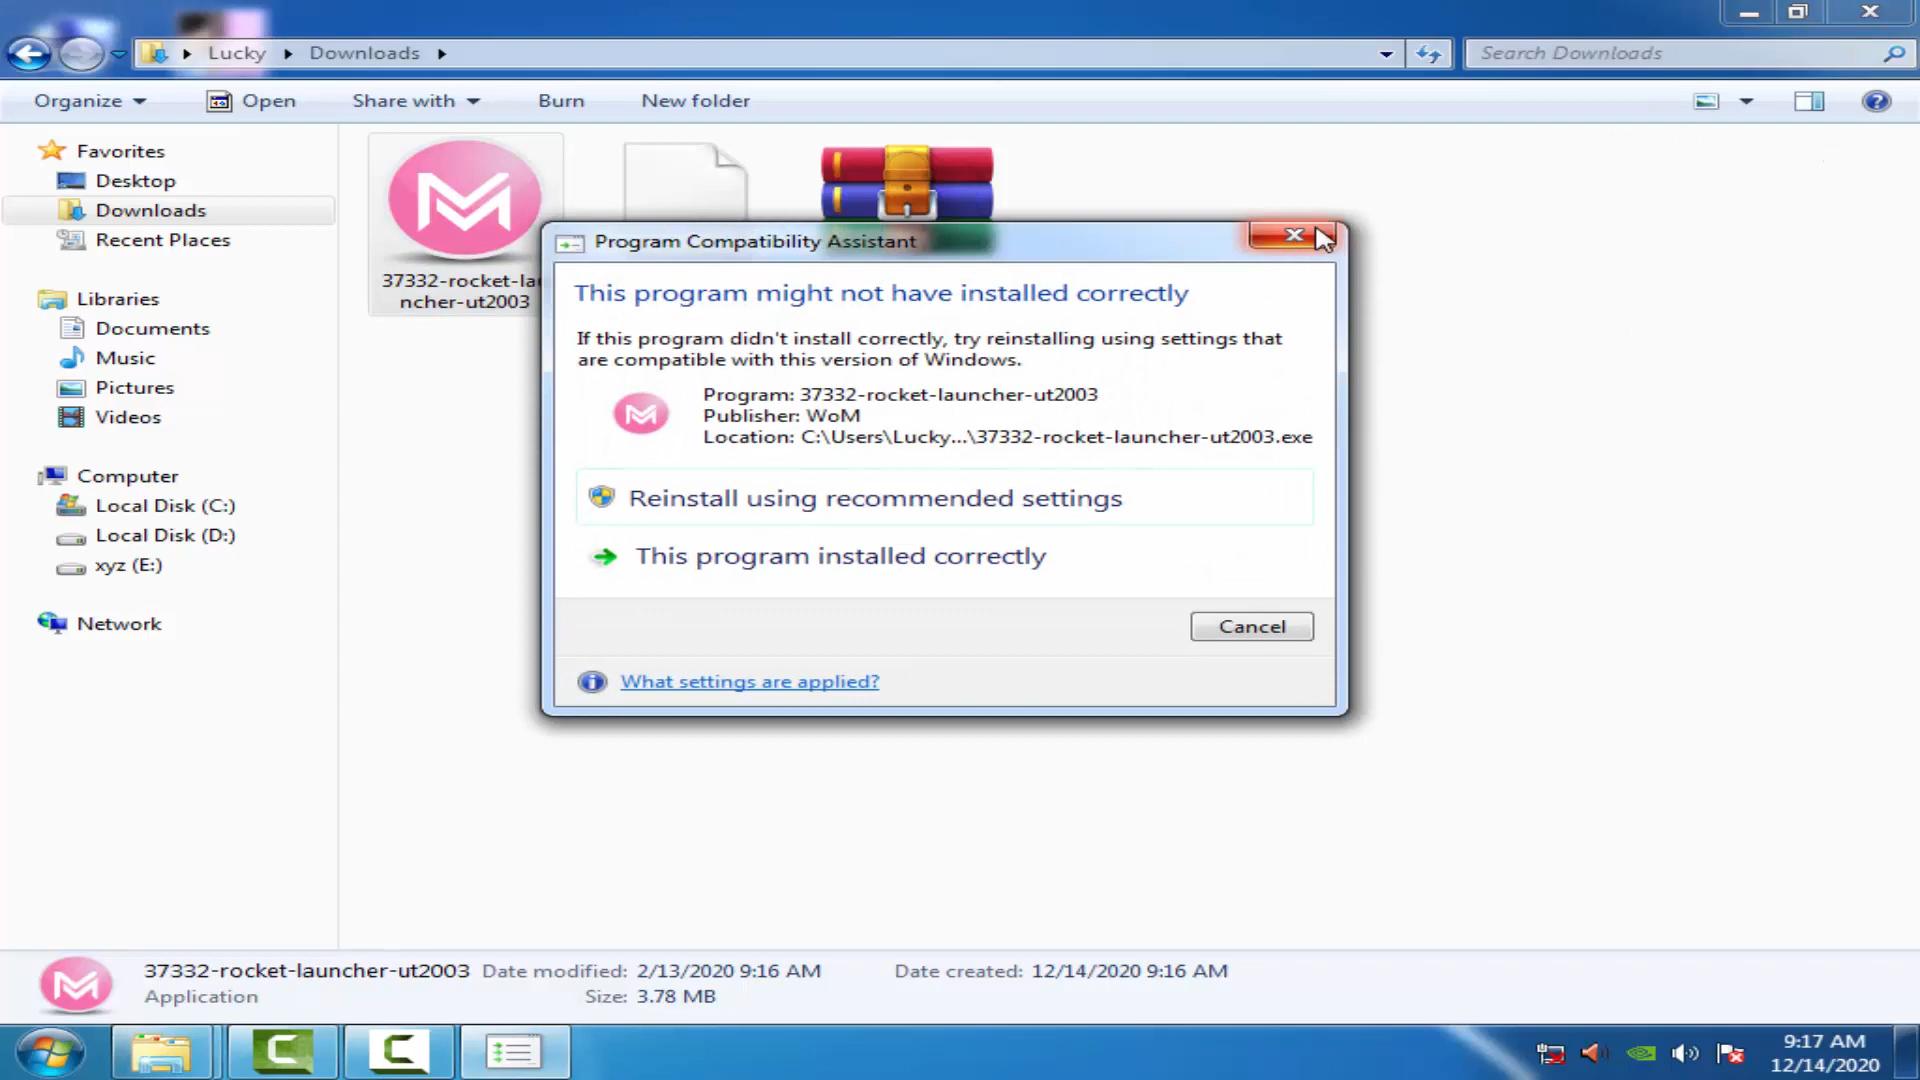 Lucky
Downloads
Search Downloads
Organize
Open
Share with
Burn
New folder
Favorites
Desktop
Downloads
Recent Places
Libraries
Documents
Music
Pictures
Videos
Computer
Local Disk (C:)
Local Disk (D:)
xyz (E:)
Network
37332-rocket-lau
ncher-ut2003
Program Compatibility Assistant
This program might not have installed correctly
If this program didn't install correctly, try reinstalling using settings that
are compatible with this version of Windows.
Program: 37332-rocket-launcher-ut2003
Publisher: WoM
Location: C:\Users\Lucky...\37332-rocket-launcher-ut2003.exe
Reinstall using recommended settings
This program installed correctly
Cancel
What settings are applied?
37332-rocket-launcher-ut2003 Date modified: 2/13/2020 9:16 AM Date created: 12/14/2020 9:16 AM
Application Size: 3.78 MB
9:17 AM
12/14/2020